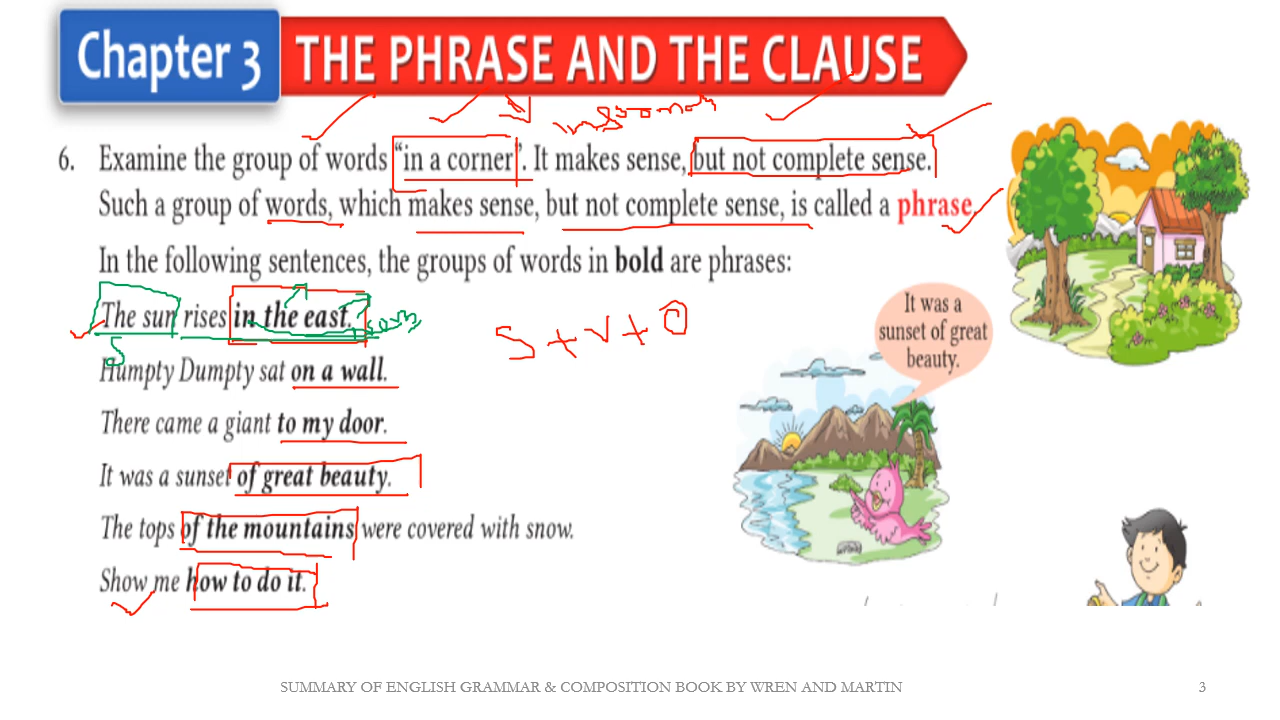 Chapter 3 THE PHRASE AND THE CLAUSE
6. Examine the group of words “in a corner”. It makes sense, but not complete sense.
Such a group of words, which makes sense, but not complete sense, is called a phrase.
In the following sentences, the groups of words in bold are phrases:
The sun rises in the east.
S
S + V + O
Humpty Dumpty sat on a wall.
There came a giant to my door.
It was a sunset of great beauty.
The tops of the mountains were covered with snow.
Show me how to do it.
It was a
sunset of great
beauty.
SUMMARY OF ENGLISH GRAMMAR & COMPOSITION BOOK BY WREN AND MARTIN
3